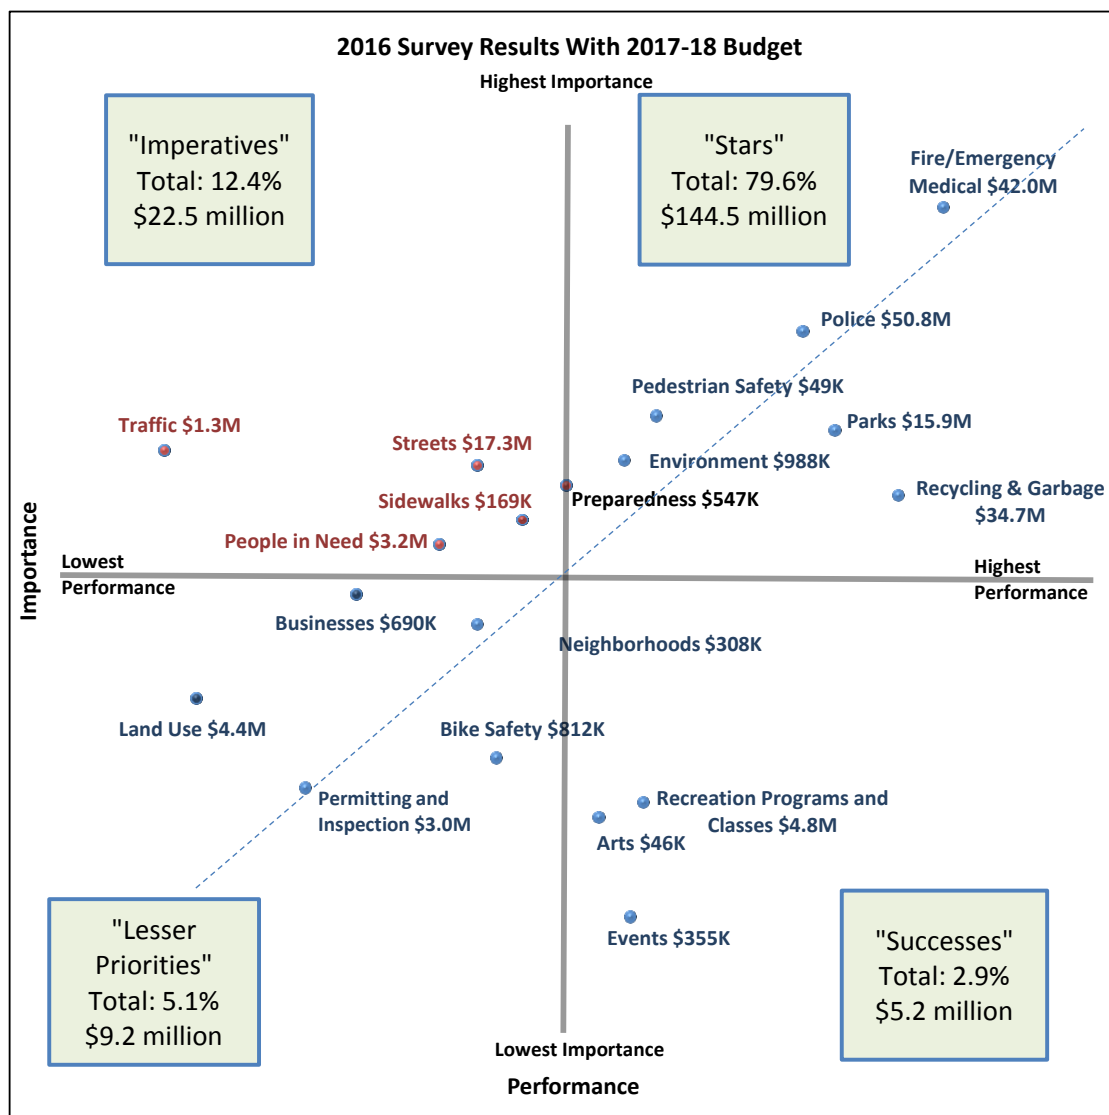 2016 Survey Results With 2017-18 Budget
Highest Importance
"Imperatives"
Total: 12.4%
$22.5 million
"Stars"
Total: 79.6%
$144.5 million
Fire/Emergency
Medical $42.0M
Police $50.8M
Pedestrian Safety $49K
Parks $15.9M
Traffic $1.3M
Streets $17.3M
Environment $988K
Sidewalks $169K
Preparedness $547K
Recycling & Garbage
$34.7M
People in Need $3.2M
Importance
Lowest
Performance
Highest
Performance
Businesses $690K
Neighborhoods $308K
Land Use $4.4M
Bike Safety $812K
Permitting and
Inspection $3.0M
Recreation Programs and
Classes $4.8M
Arts $46K
Events $355K
"Lesser
Priorities"
Total: 5.1%
$9.2 million
"Successes"
Total: 2.9%
$5.2 million
Lowest Importance
Performance